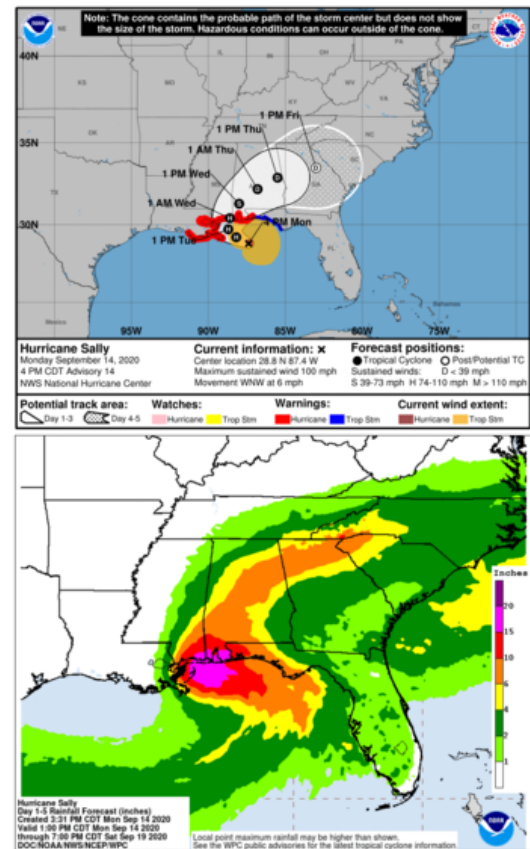 Note: The cone contains the probable path of the storm center but does not show
the size of the storm. Hazardous conditions can occur outside of the cone.
40N
35N
30N
25N
1 PM Fri
1 PM Thu
1 AM Thu
1 PM Wed
1 AM Wed
4 PM Mon
1 PM Tue
95W
90W
85W
80W
75W
Mexico
Bahamas
Hurricane Sally
Monday September 14, 2020
4 PM CDT Advisory 14
NWS National Hurricane Center
Current information: ×
Center location 28.8 N 87.4 W
Maximum sustained wind 100 mph
Movement WNW at 6 mph
Forecast positions:
Tropical Cyclone Post/Potential TC
Sustained winds: D < 39 mph
S 39-73 mph H 74-110 mph M > 110 mph
Potential track area:
Day 1-3 Day 4-5
Watches:
Hurricane Trop Stm
Warnings:
Hurricane Trop Stm
Current wind extent:
Hurricane Trop Stm
Inches
20
15
10
6
4
2
1
Hurricane Sally
Day 1-5 Rainfall Forecast (inches)
Created 3:31 PM CDT Mon Sep 14 2020
Valid 1:00 PM CDT Mon Sep 14 2020
through 7:00 PM CDT Sat Sep 19 2020
DOC/NOAA/NWS/NCEP/WPC
Local point maximum rainfall may be higher than shown.
See the WPC public advisories for the latest tropical cyclone information.